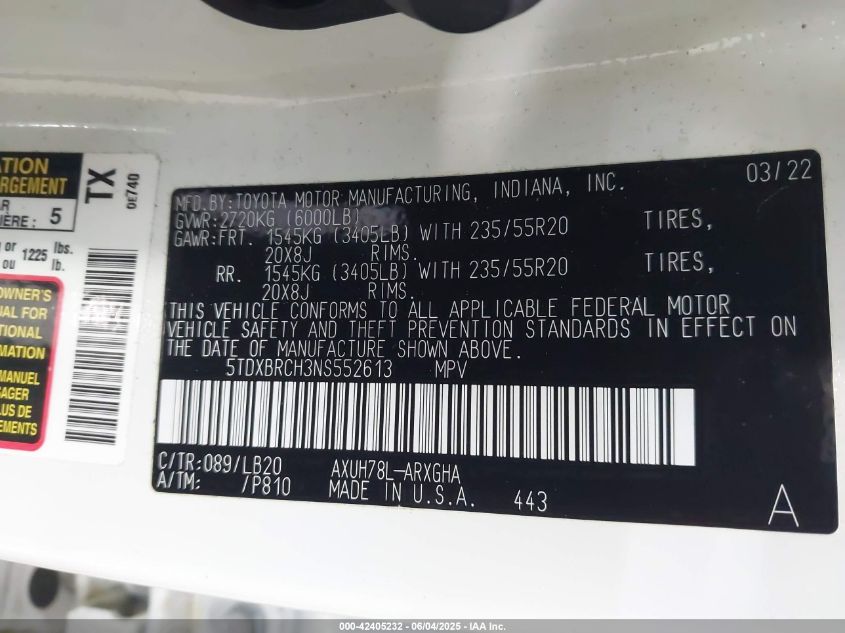 ATION
RGEMENT
AR
IÈRE: 5
or 1225 lbs.
ou lb.
OWNER'S
UAL FOR
TIONAL
MATION
MANUEL
SAGER
LUS DE
EMENTS
TX
0E740
03/22
MFD.BY:TOYOTA MOTOR MANUFACTURING, INDIANA, INC.
GVWR:2720KG (6000LB)
GAWR:FRT. 1545KG (3405LB) WITH 235/55R20 TIRES,
20X8J RIMS.
RR. 1545KG (3405LB) WITH 235/55R20 TIRES,
20X8J RIMS.
THIS VEHICLE CONFORMS TO ALL APPLICABLE FEDERAL MOTOR
VEHICLE SAFETY AND THEFT PREVENTION STANDARDS IN EFFECT ON
THE DATE OF MANUFACTURE SHOWN ABOVE.
5TDXBRCH3NS552613 MPV
C/TR:089/LB20 AXUH78L-ARXGHA
A/TM: /P810 MADE IN U.S.A. 443
A
000-42405232 - 06/04/2025 - IAA Inc.